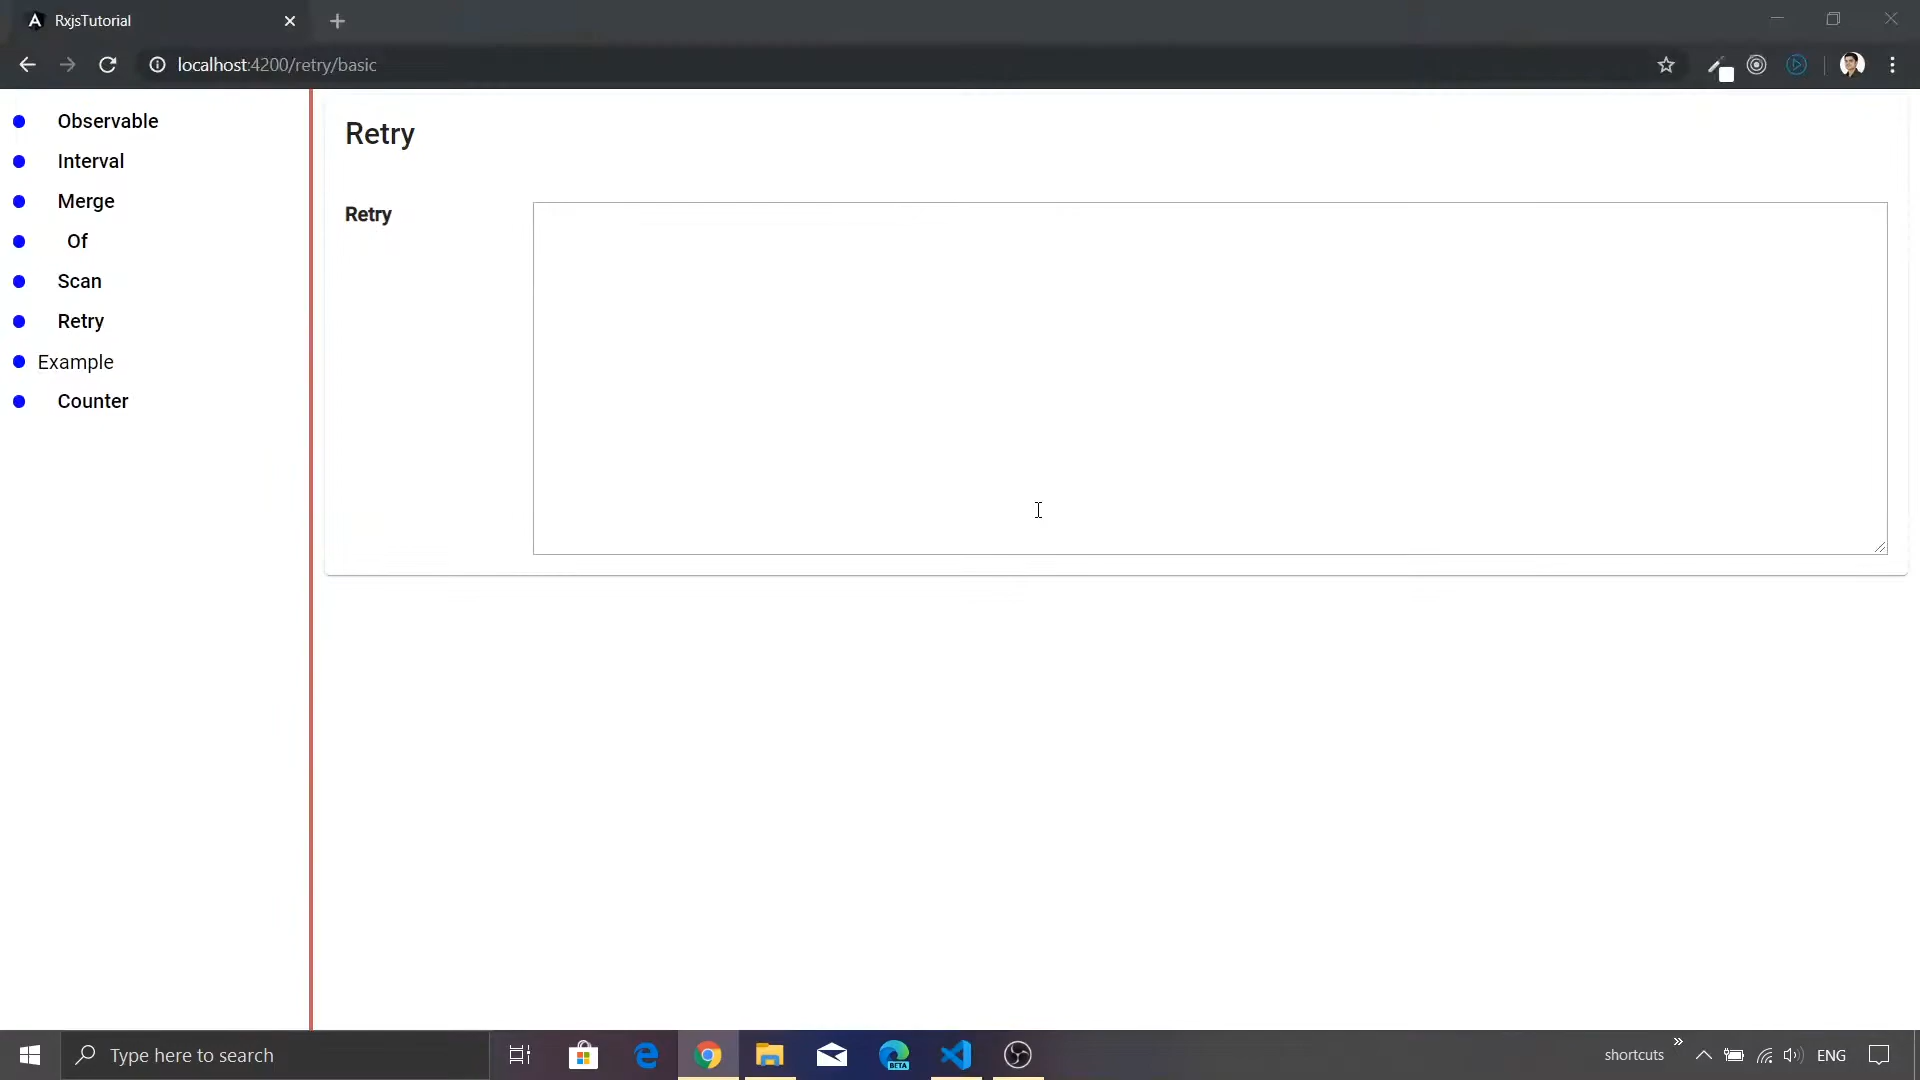 RxjsTutorial
localhost:4200/retry/basic
Observable
Interval
Merge
Of
Scan
Retry
Example
Counter
Retry
Retry
Type here to search
BETA
shortcuts
ENG